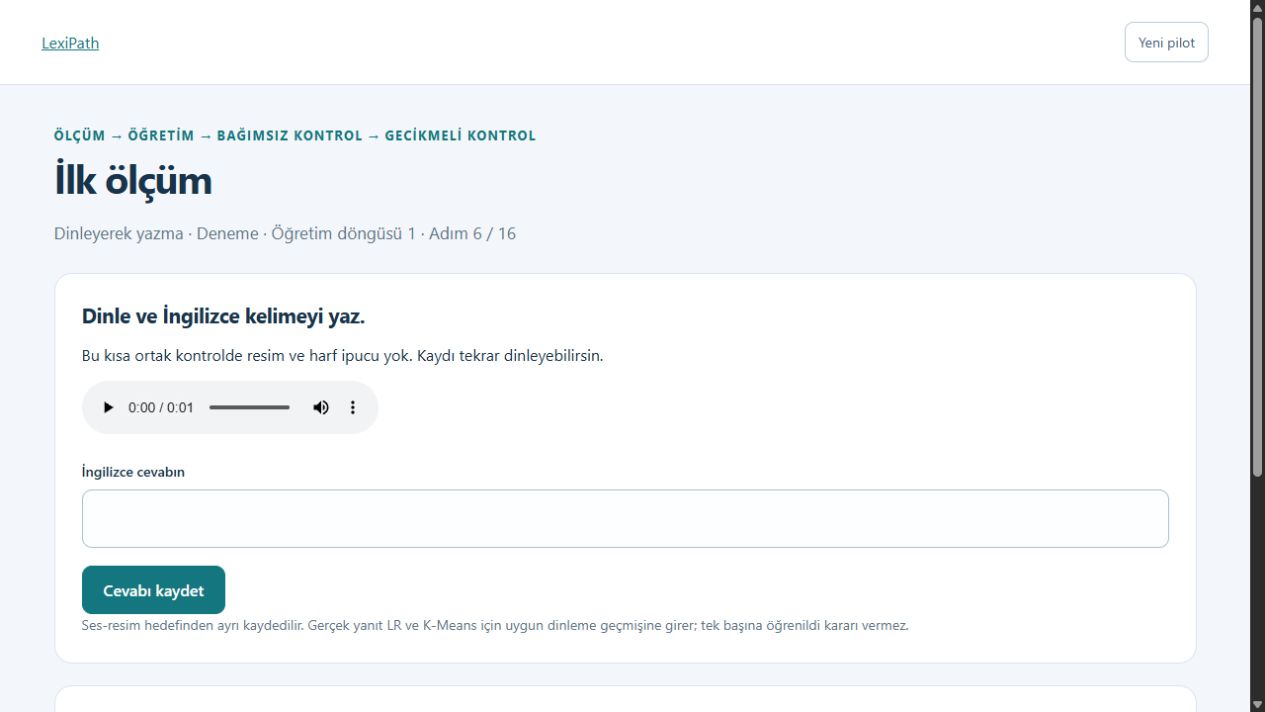 LexiPath
Yeni pilot
ÖLÇÜM → ÖĞRETİM → BAĞIMSIZ KONTROL → GECİKMELİ KONTROL
İlk ölçüm
Dinleyerek yazma · Deneme · Öğretim döngüsü 1 · Adım 6 / 16
Dinle ve İngilizce kelimeyi yaz.
Bu kısa ortak kontrolde resim ve harf ipucu yok. Kaydı tekrar dinleyebilirsin.
0:00 / 0:01
İngilizce cevabın
Cevabı kaydet
Ses-resim hedefinden ayrı kaydedilir. Gerçek yanıt LR ve K-Means için uygun dinleme geçmişine girer; tek başına öğrenildi kararı vermez.